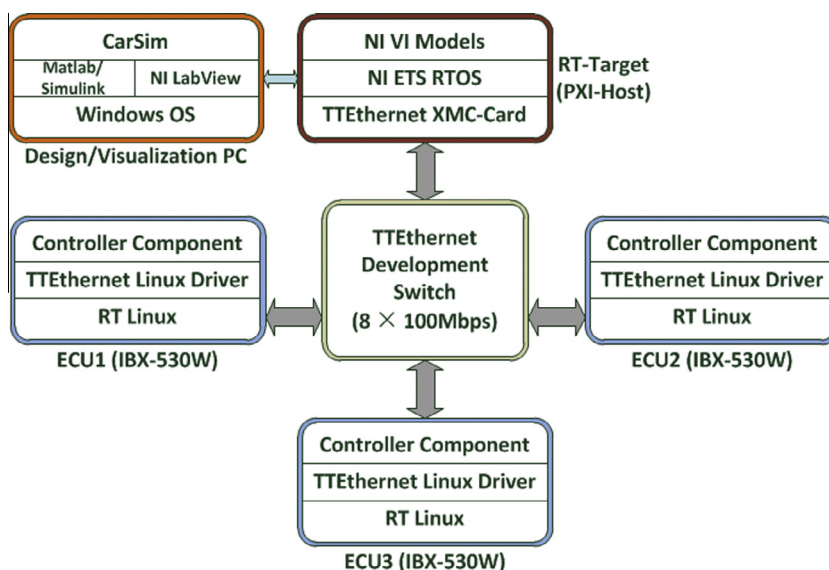 CarSim
Matlab/
Simulink
NI LabView
Windows OS
Design/Visualization PC
NI VI Models
NI ETS RTOS
TTEthernet XMC-Card
RT-Target
(PXI-Host)
Controller Component
TTEthernet Linux Driver
RT Linux
ECU1 (IBX-530W)
TTEthernet
Development
Switch
(8 × 100Mbps)
Controller Component
TTEthernet Linux Driver
RT Linux
ECU2 (IBX-530W)
Controller Component
TTEthernet Linux Driver
RT Linux
ECU3 (IBX-530W)